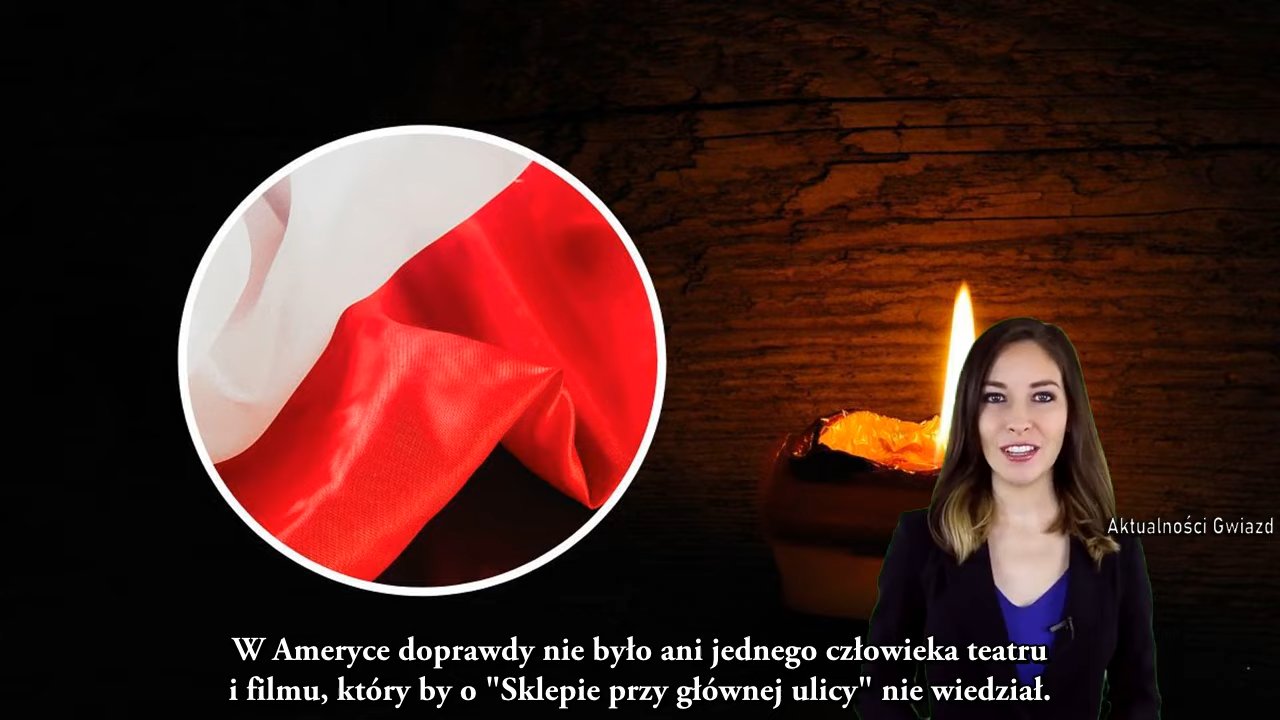 Aktualności Gwiazd
W Ameryce doprawdy nie było ani jednego człowieka teatru
i filmu, który by o "Sklepie przy głównej ulicy" nie wiedział.